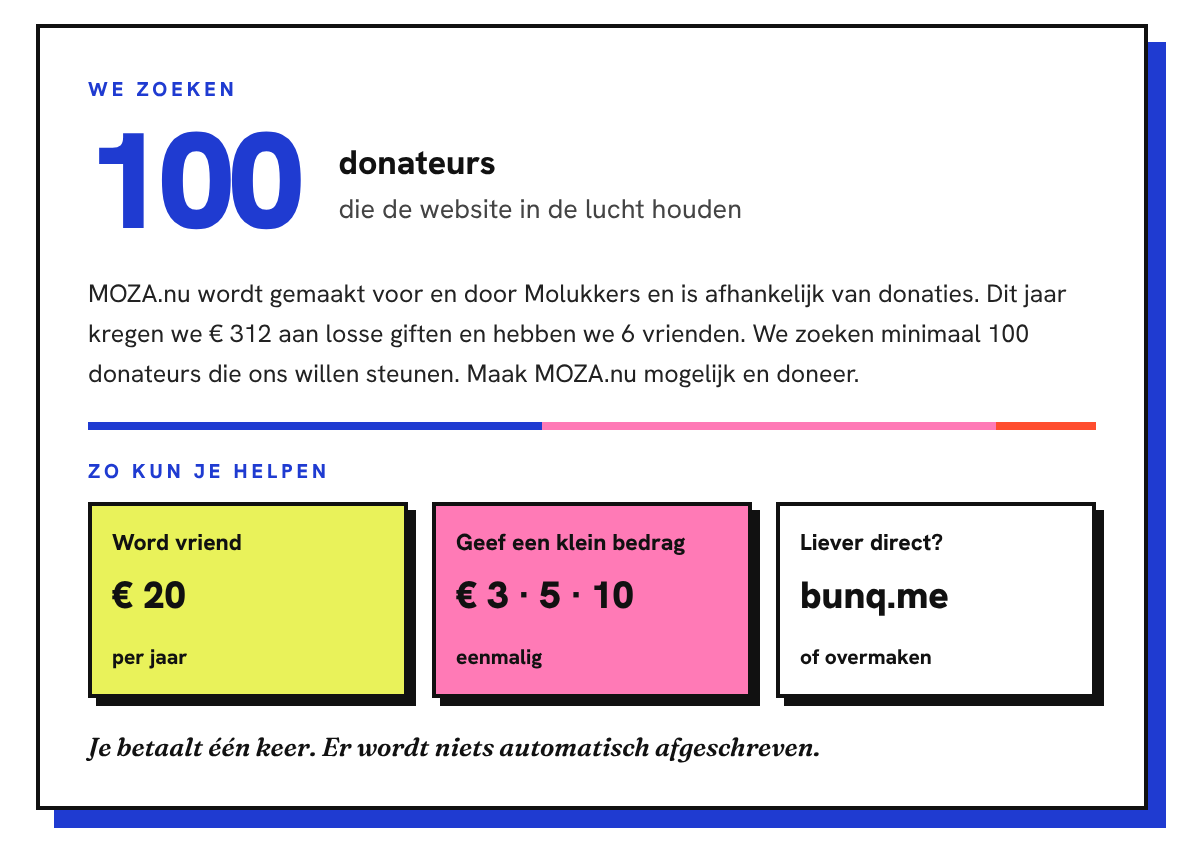 WE ZOEKEN
100
donateurs
die de website in de lucht houden
MOZA.nu wordt gemaakt voor en door Molukkers en is afhankelijk van donaties. Dit jaar
kregen we € 312 aan losse giften en hebben we 6 vrienden. We zoeken minimaal 100
donateurs die ons willen steunen. Maak MOZA.nu mogelijk en doneer.
ZO KUN JE HELPEN
Word vriend
€ 20
per jaar
Geef een klein bedrag
€ 3 · 5 · 10
eenmalig
Liever direct?
bunq.me
of overmaken
Je betaalt één keer. Er wordt niets automatisch afgeschreven.